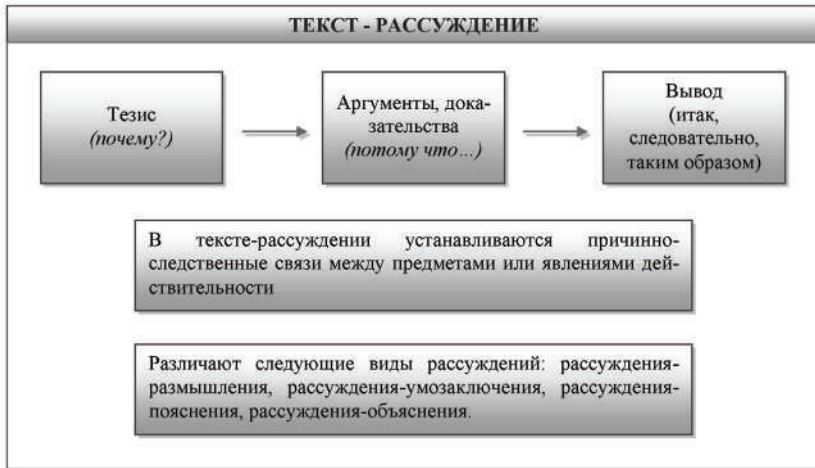 ТЕКСТ - РАССУЖДЕНИЕ
Тезис
(почему?)
Аргументы, дока-
зательства
(потому что...)
Вывод
(итак,
следовательно,
таким образом)
В тексте-рассуждении устанавливаются причинно-
следственные связи между предметами или явлениями дей-
ствительности
Различают следующие виды рассуждений: рассуждения-
размышления, рассуждения-умозаключения, рассуждения-
пояснения, рассуждения-объяснения.